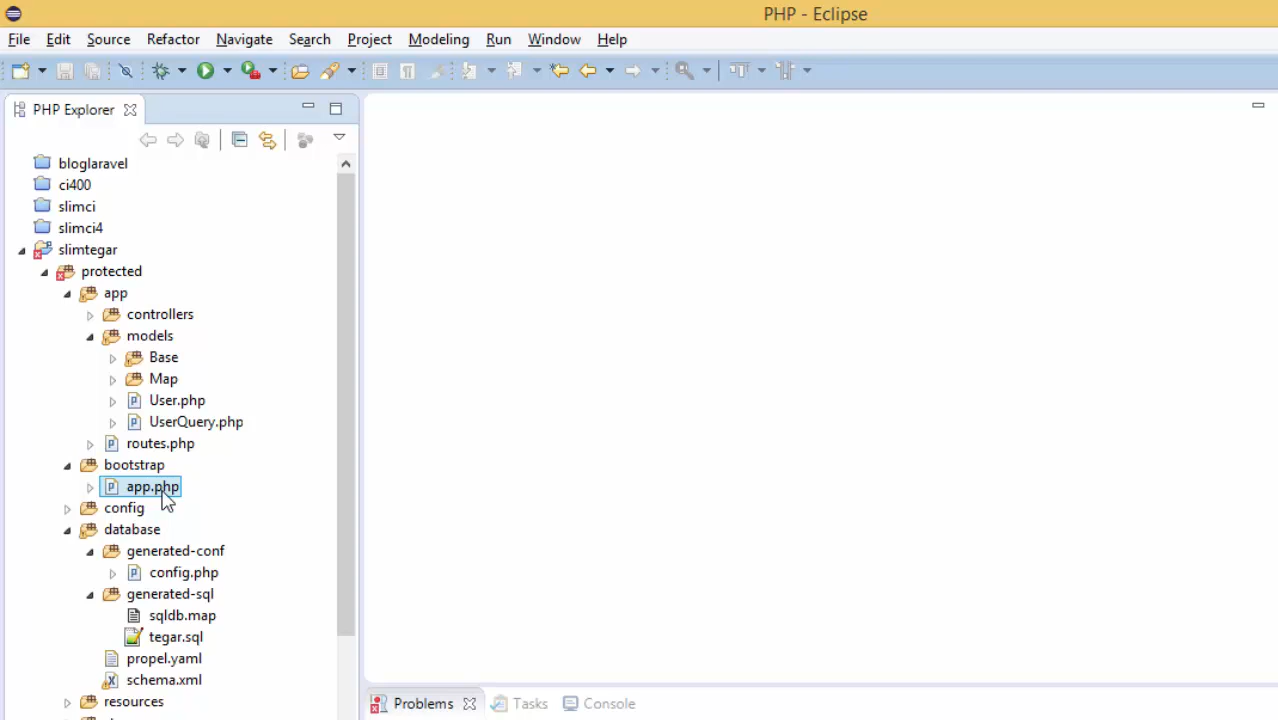 PHP - Eclipse
File Edit Source Refactor Navigate Search Project Modeling Run Window Help
PHP Explorer
bloglaravel
ci400
slimci
slimci4
slimtegar
protected
app
controllers
models
Base
Map
User.php
UserQuery.php
routes.php
bootstrap
app.php
config
database
generated-conf
config.php
generated-sql
sqldb.map
tegar.sql
propel.yaml
schema.xml
resources
Problems Tasks Console